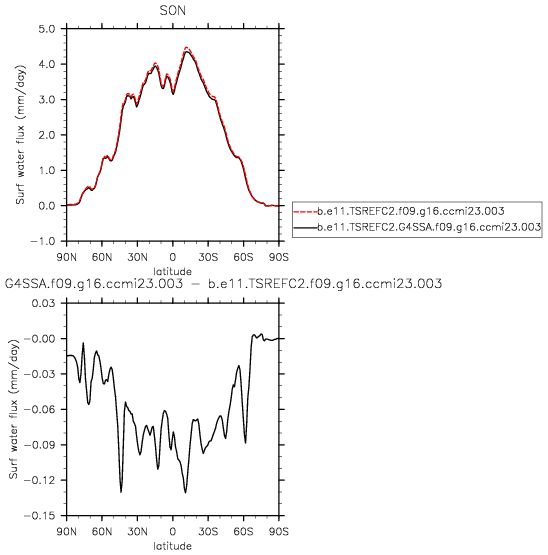 SON
5.0
4.0
3.0
2.0
1.0
0.0
-1.0
Surf water flux (mm/day)
90N 60N 30N 0 30S 60S 90S
latitude
b.e11.TSREFC2.f09.g16.ccmi23.003
b.e11.TSREFC2.G4SSA.f09.g16.ccmi23.003
G4SSA.f09.g16.ccmi23.003 - b.e11.TSREFC2.f09.g16.ccmi23.003
0.03
-0.00
-0.03
-0.06
-0.09
-0.12
-0.15
Surf water flux (mm/day)
90N 60N 30N 0 30S 60S 90S
latitude